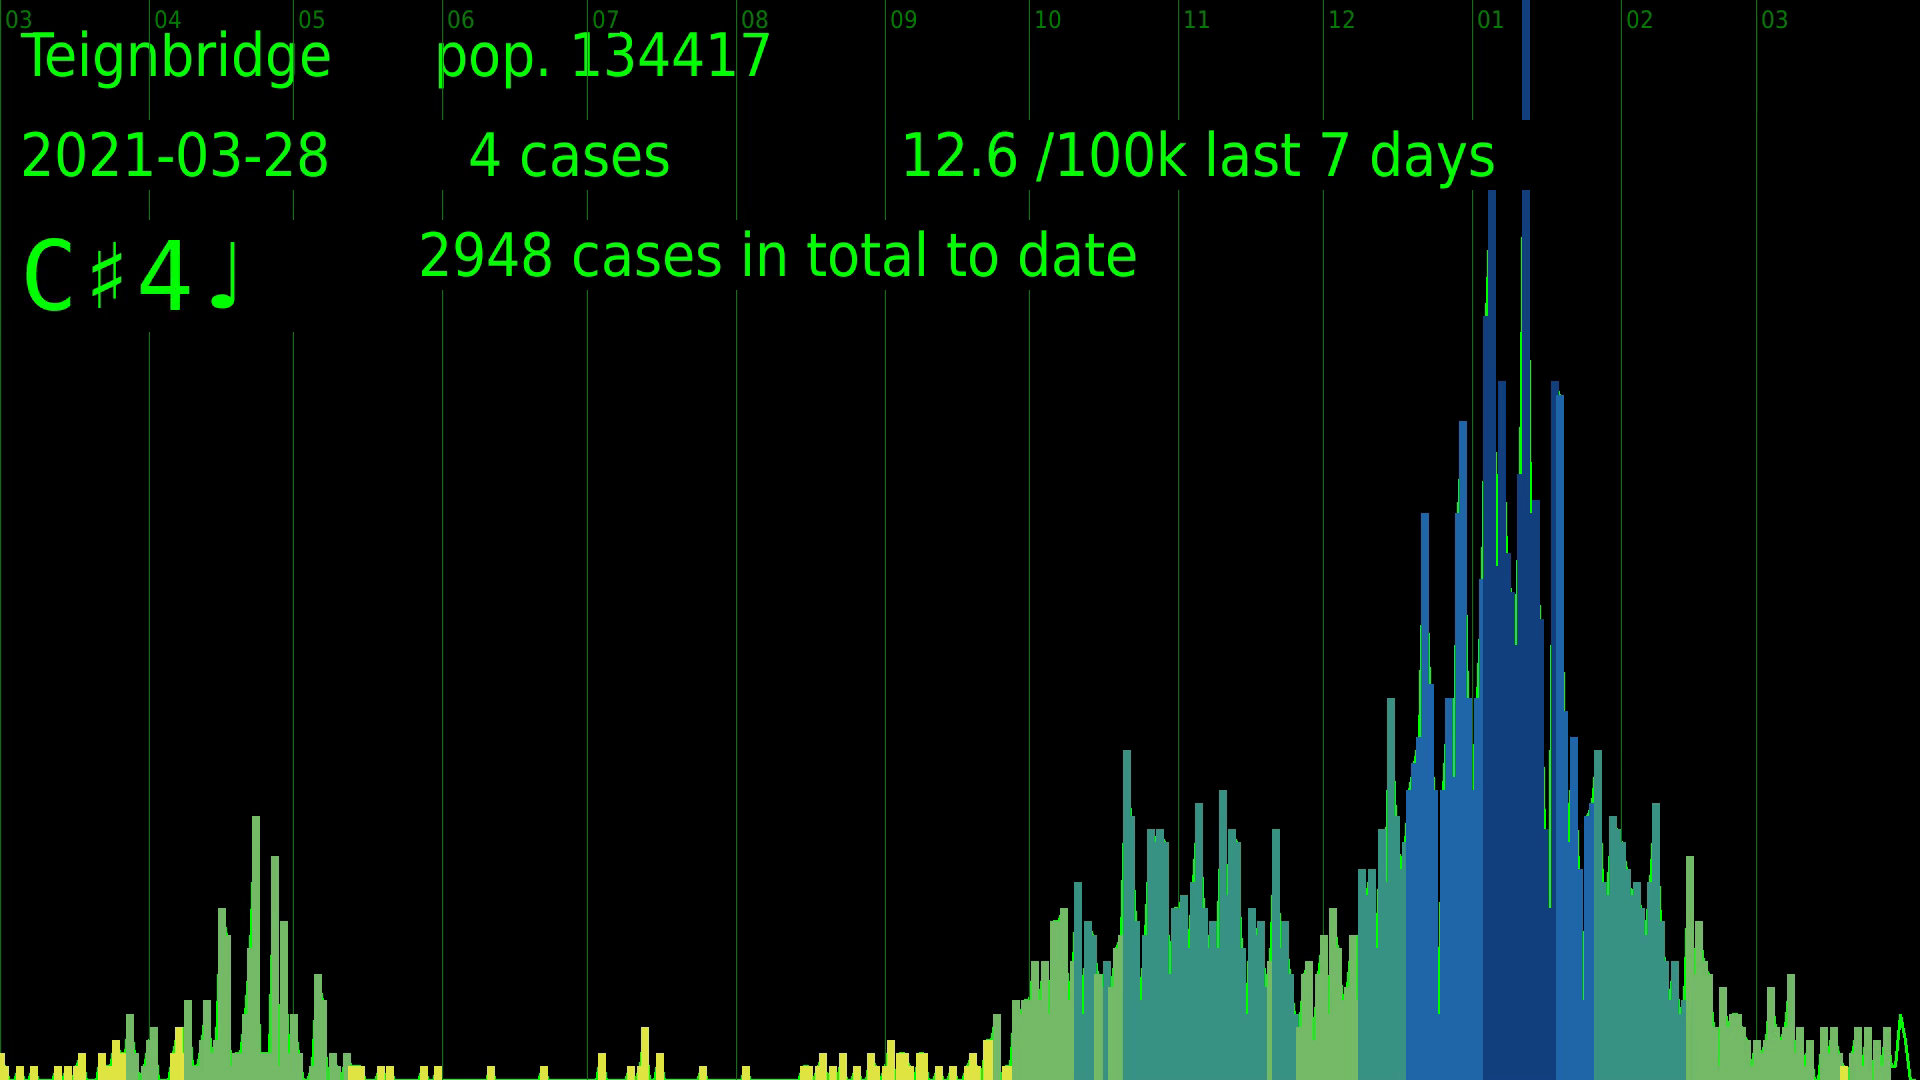 03 04 05 06 07 08 09 10 11 12 01 02 03
Teignbridge pop. 134417
2021-03-28 4 cases 12.6 /100k last 7 days
C♯4♩ 2948 cases in total to date